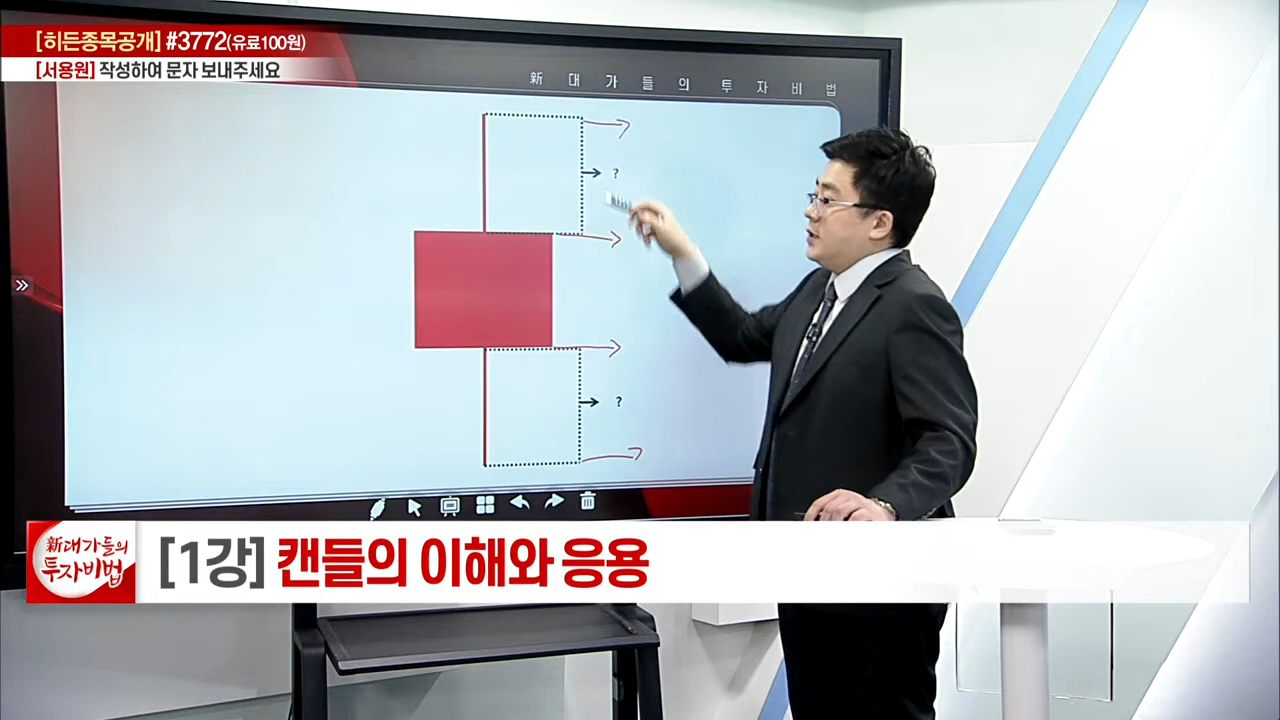 [히든종목공개] #3772(유료100원)
[서용원] 작성하여 문자 보내주세요
新 대 가 들 의 투 자 비 법
?
?
新 대가들의
투자비법
[1강] 캔들의 이해와 응용